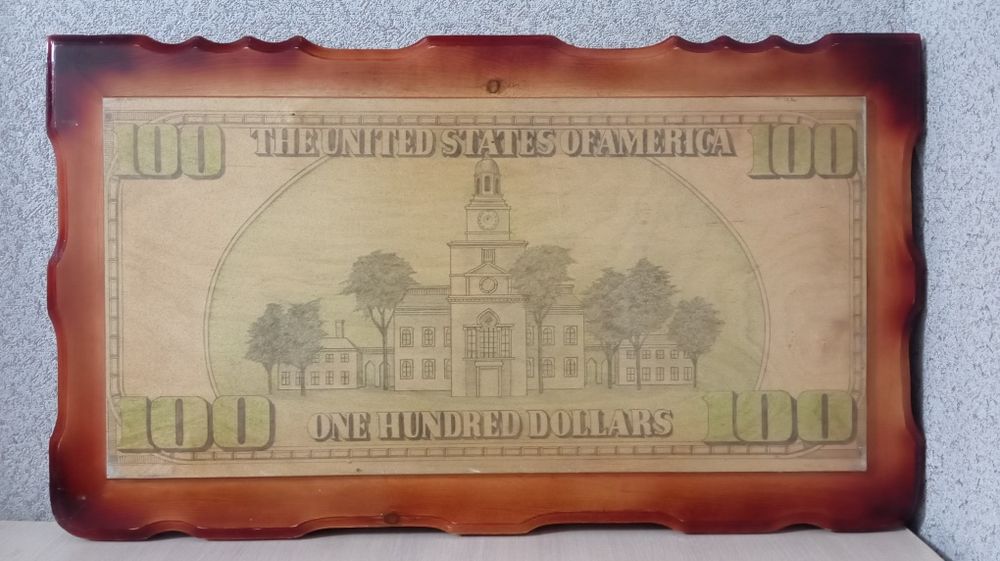 100 THE UNITED STATES OF AMERICA 100
100 ONE HUNDRED DOLLARS 100